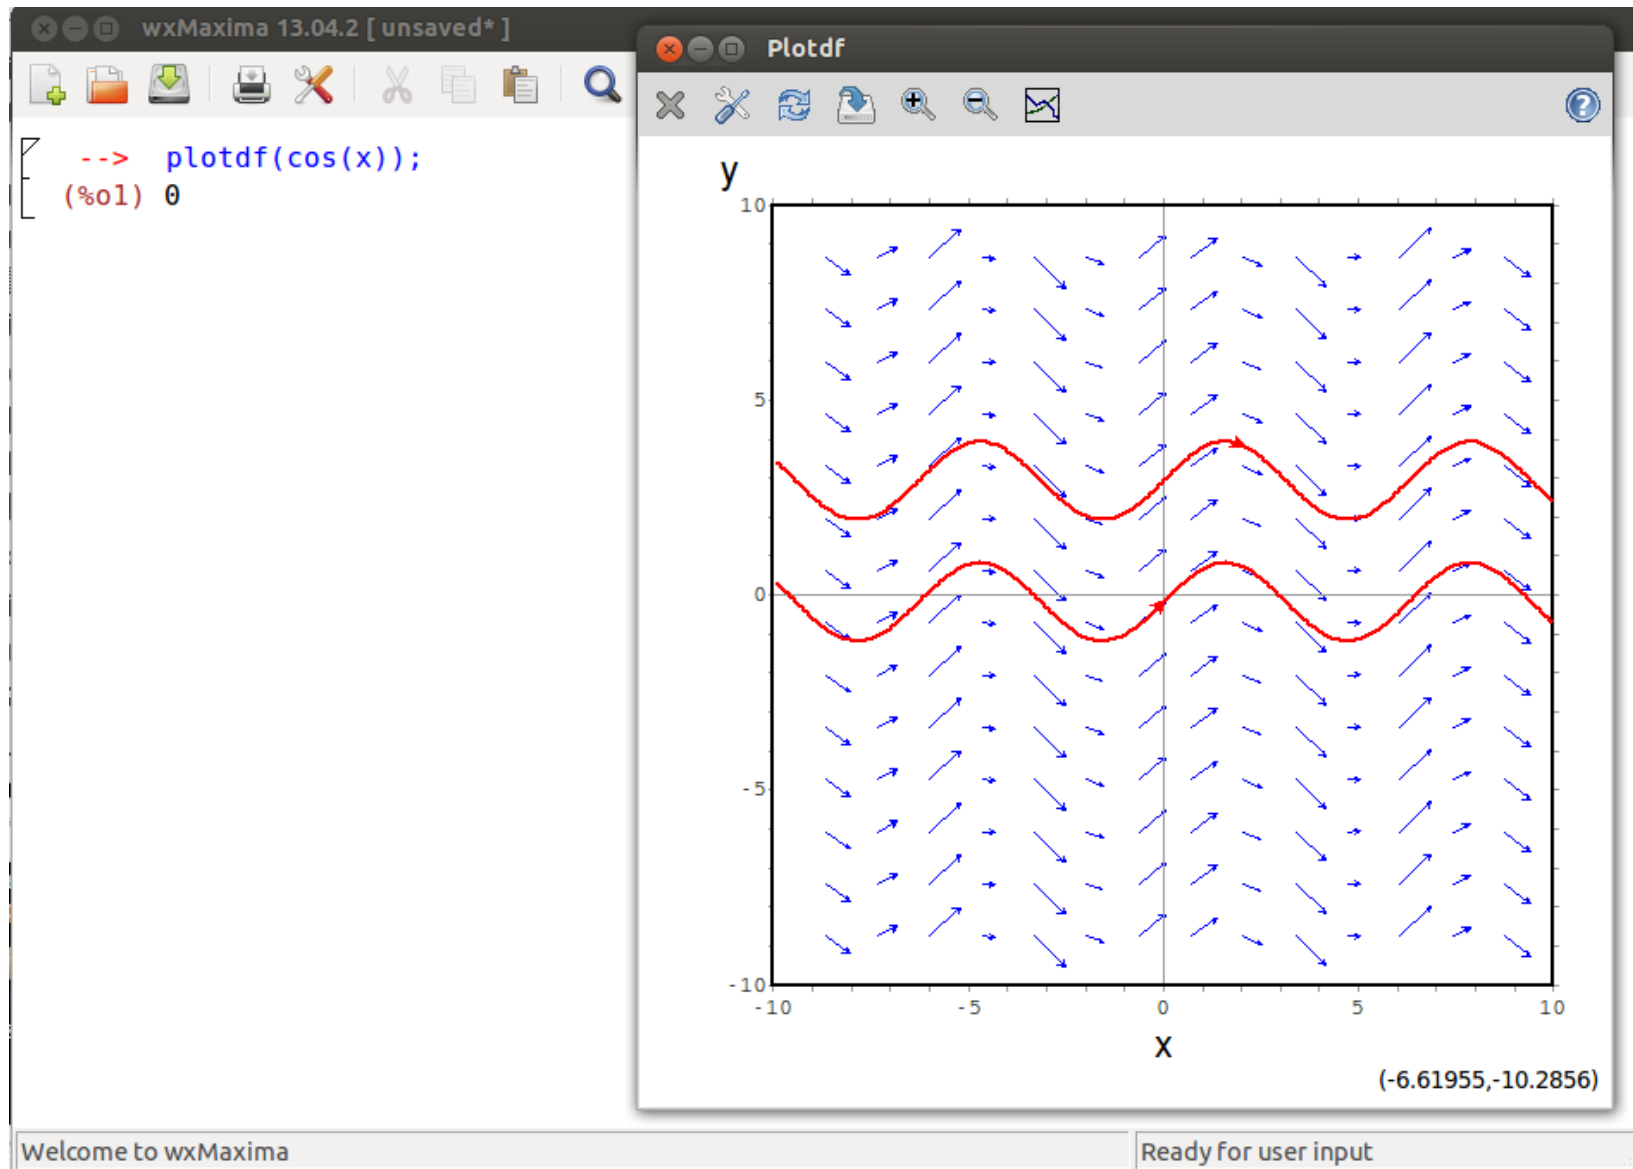 wxMaxima 13.04.2 [ unsaved* ]
Plotdf
--> plotdf(cos(x));
(%o1) 0
y
10
5
0
-5
-10
-10 -5 0 5 10
x
(-6.61955,-10.2856)
Welcome to wxMaxima
Ready for user input